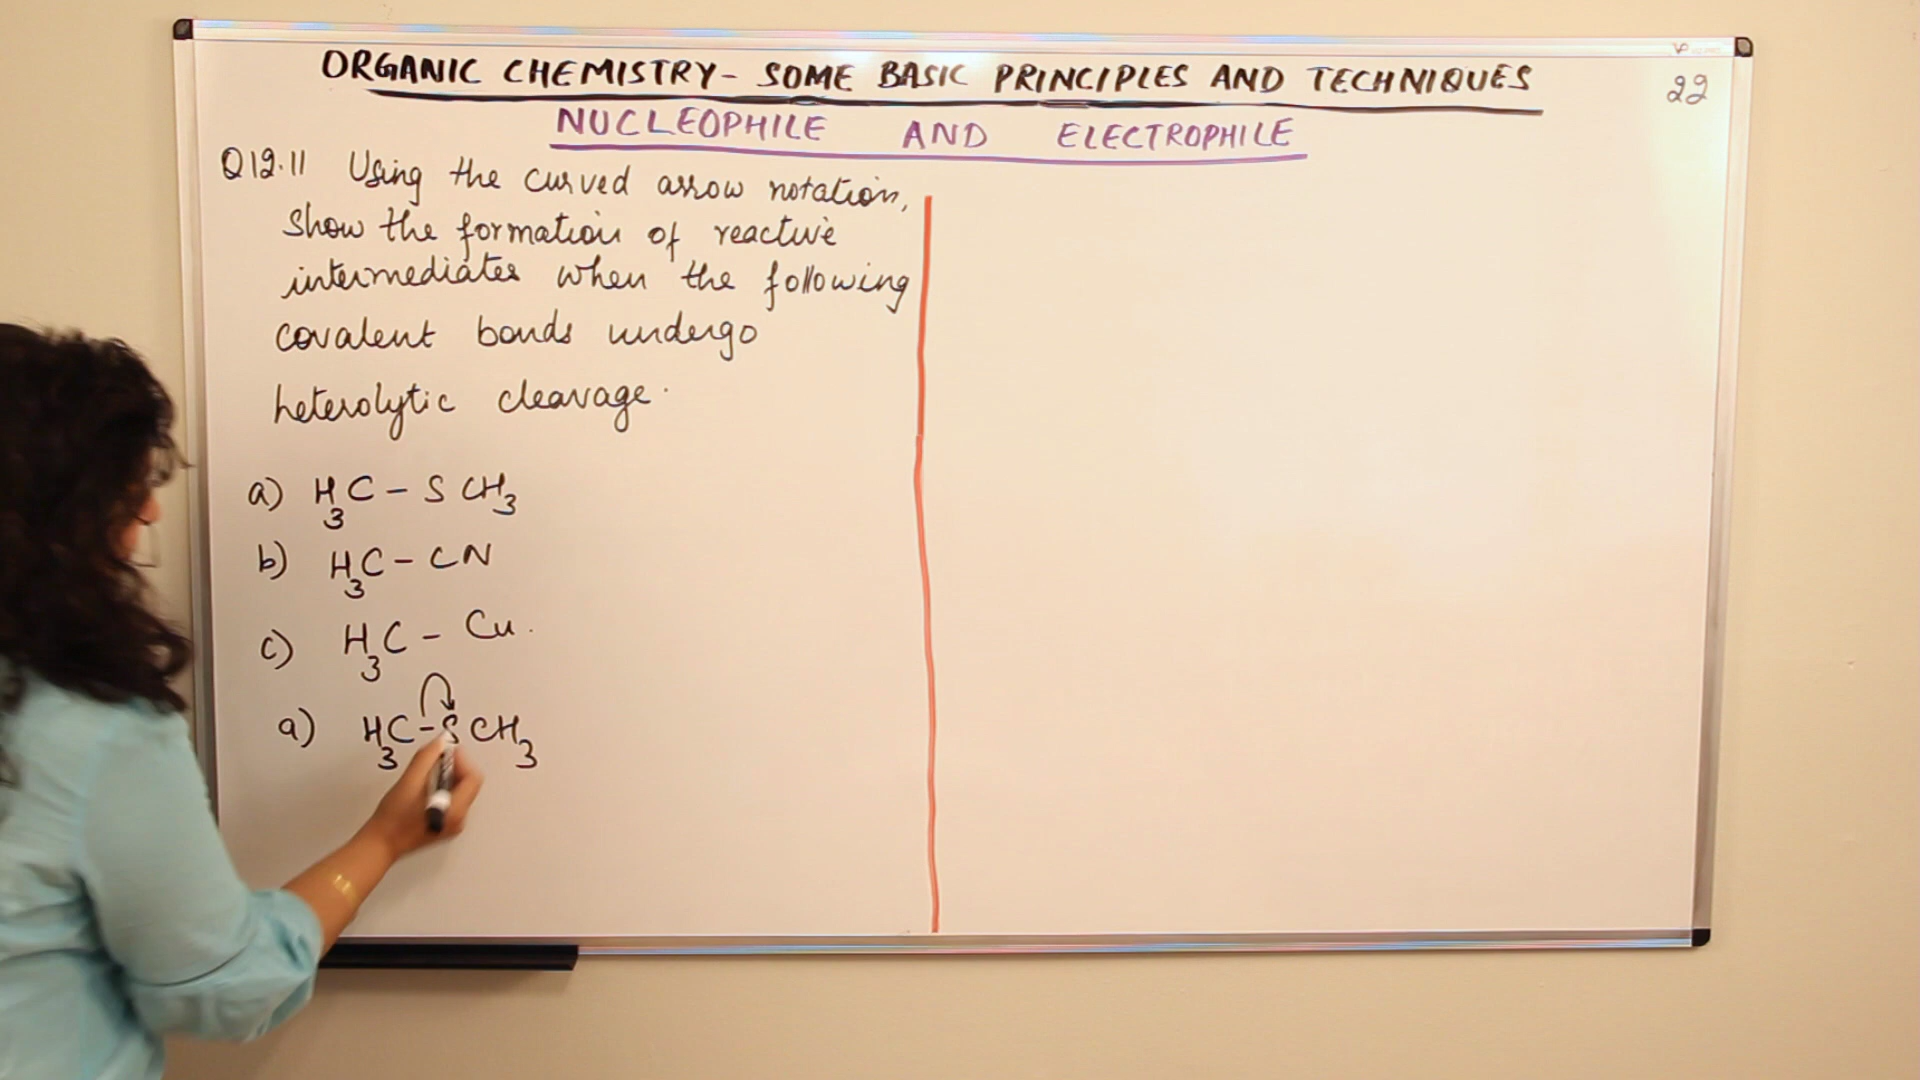 ORGANIC CHEMISTRY- SOME BASIC PRINCIPLES AND TECHNIQUES
22
NUCLEOPHILE AND ELECTROPHILE
Q12.11 Using the curved arrow notation,
show the formation of reactive
intermediates when the following
covalent bonds undergo
heterolytic cleavage.
a) H₃C – SCH₃
b) H₃C – CN
c) H₃C – Cu.
a) H₃C – SCH₃